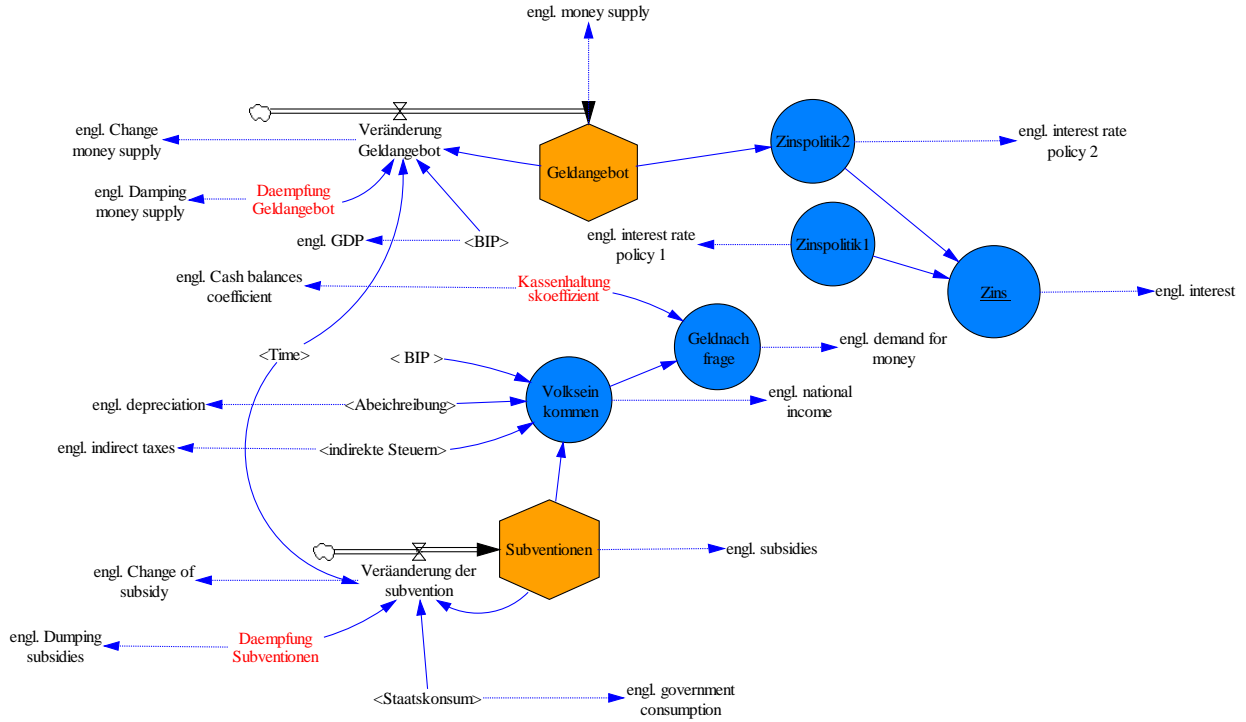 engl. money supply
engl. Change
money supply
Veränderung
Geldangebot
Geldangebot
Zinspolitik2
engl. interest rate
policy 2
engl. Damping
money supply
Daempfung
Geldangebot
engl. GDP
<BIP>
engl. interest rate
policy 1
Zinspolitik1
engl. Cash balances
coefficient
Kassenhaltung
skoeffizient
Zins
engl. interest
<Time>
< BIP >
Geldnach
frage
engl. demand for
money
engl. depreciation
<Abeichreibung>
Volksein
kommen
engl. national
income
engl. indirect taxes
<indirekte Steuern>
Subventionen
engl. subsidies
engl. Change of
subsidy
Veräanderung der
subvention
engl. Dumping
subsidies
Daempfung
Subventionen
<Staatskonsum>
engl. government
consumption